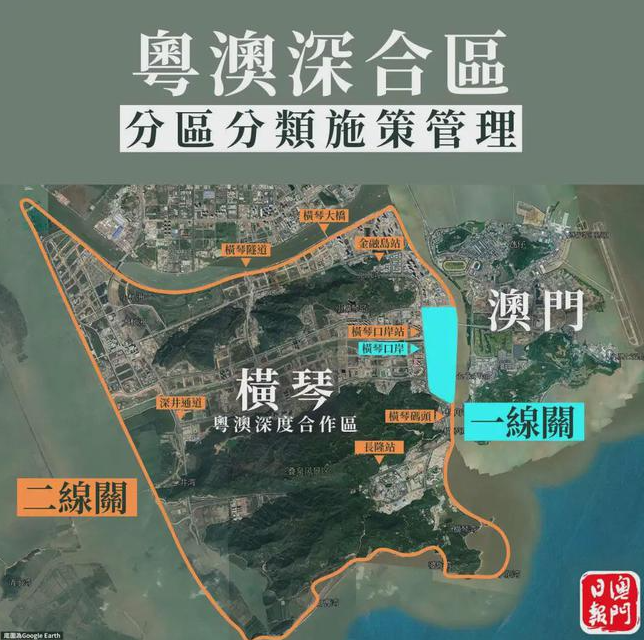 粵澳深合區
分區分類施策管理
橫琴大橋
橫琴隧道
金融島站
澳門
橫琴口岸站
橫琴口岸
橫琴
深井通道
粵澳深度合作區
橫琴碼頭
一線關
長隆站
二線關
澳門
日報
底圖為Google Earth